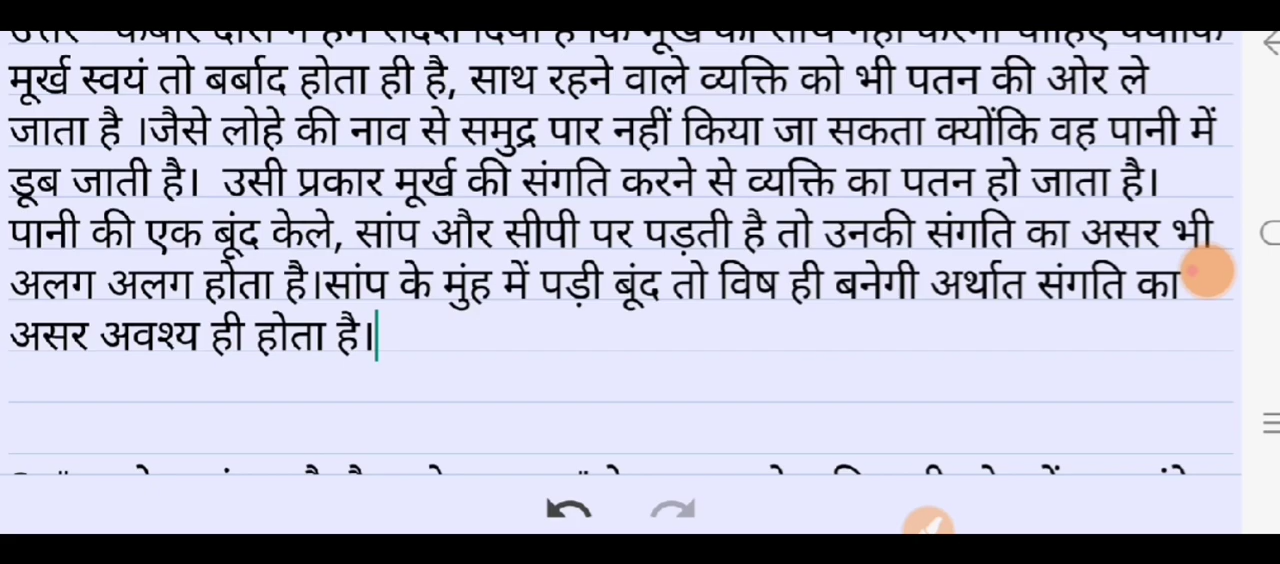 मूर्ख स्वयं तो बर्बाद होता ही है, साथ रहने वाले व्यक्ति को भी पतन की ओर ले
जाता है ।जैसे लोहे की नाव से समुद्र पार नहीं किया जा सकता क्योंकि वह पानी में
डूब जाती है। उसी प्रकार मूर्ख की संगति करने से व्यक्ति का पतन हो जाता है।
पानी की एक बूंद केले, सांप और सीपी पर पड़ती है तो उनकी संगति का असर भी
अलग अलग होता है।सांप के मुंह में पड़ी बूंद तो विष ही बनेगी अर्थात संगति का
असर अवश्य ही होता है।